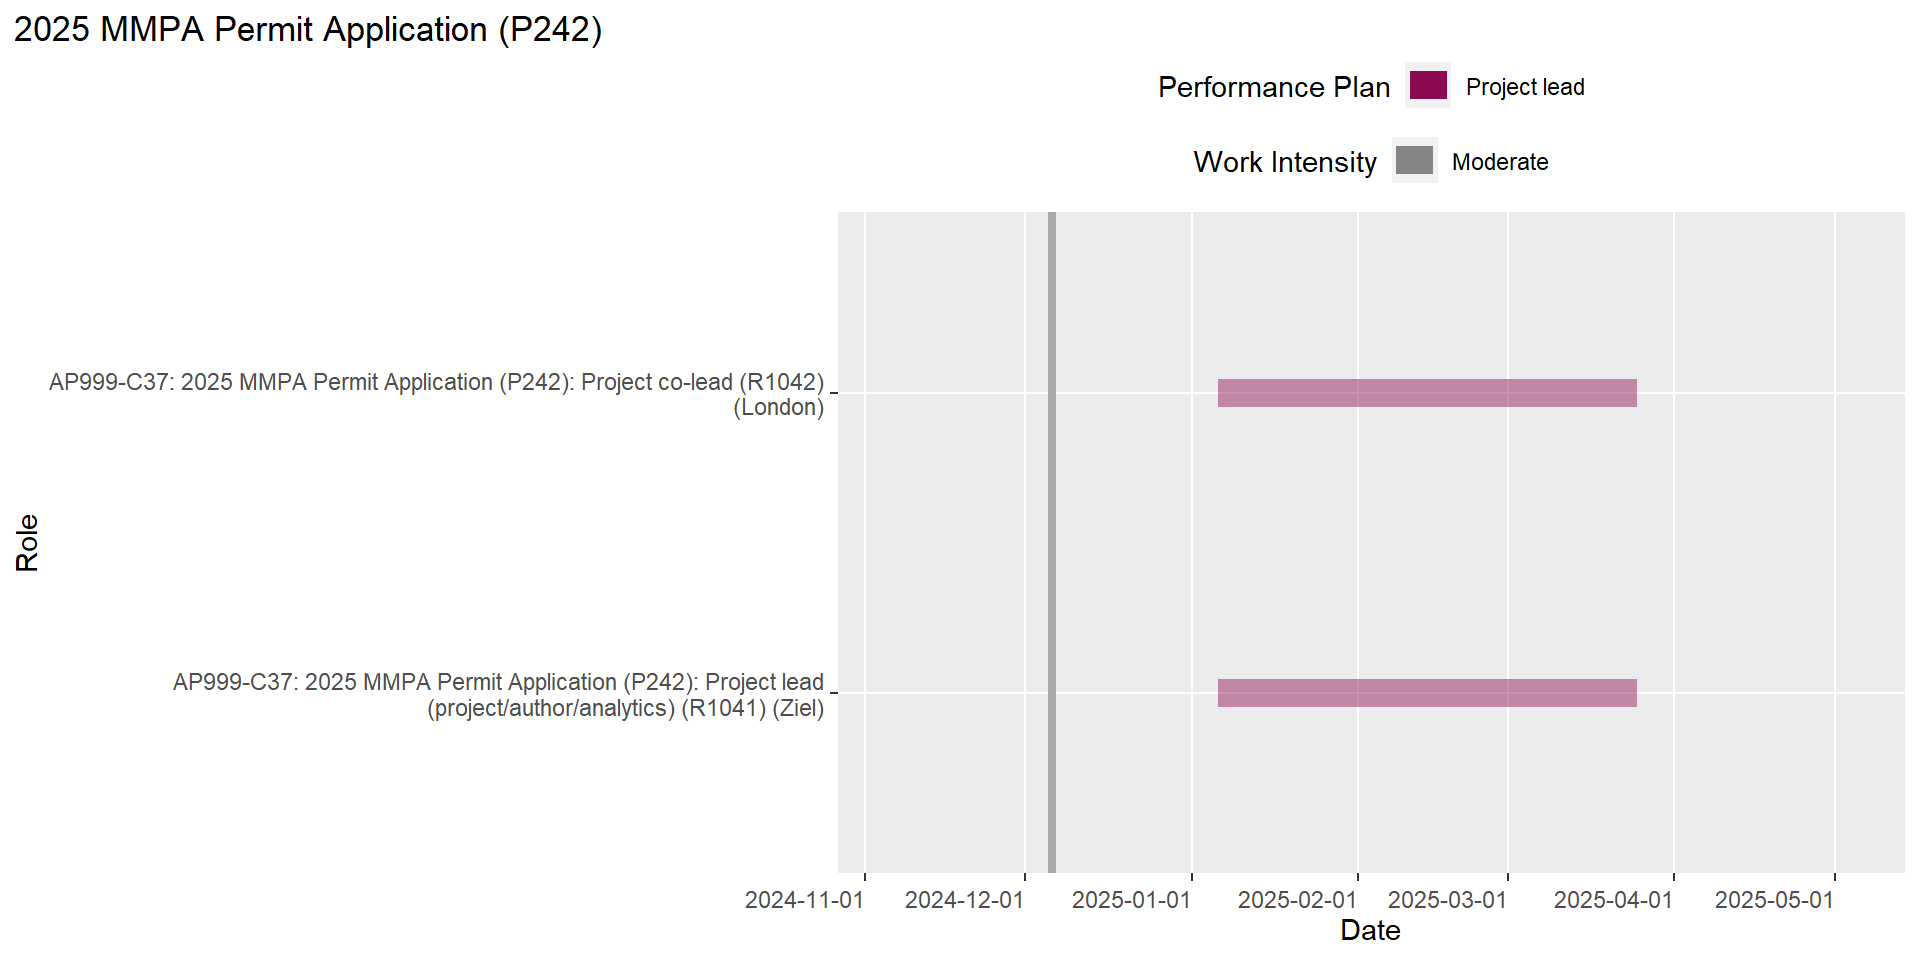 2025 MMPA Permit Application (P242)
Performance Plan Project lead
Work Intensity Moderate
AP999-C37: 2025 MMPA Permit Application (P242): Project co-lead (R1042)
(London)
Role
AP999-C37: 2025 MMPA Permit Application (P242): Project lead
(project/author/analytics) (R1041) (Ziel)
2024-11-01 2024-12-01 2025-01-01 2025-02-01 2025-03-01 2025-04-01 2025-05-01
Date